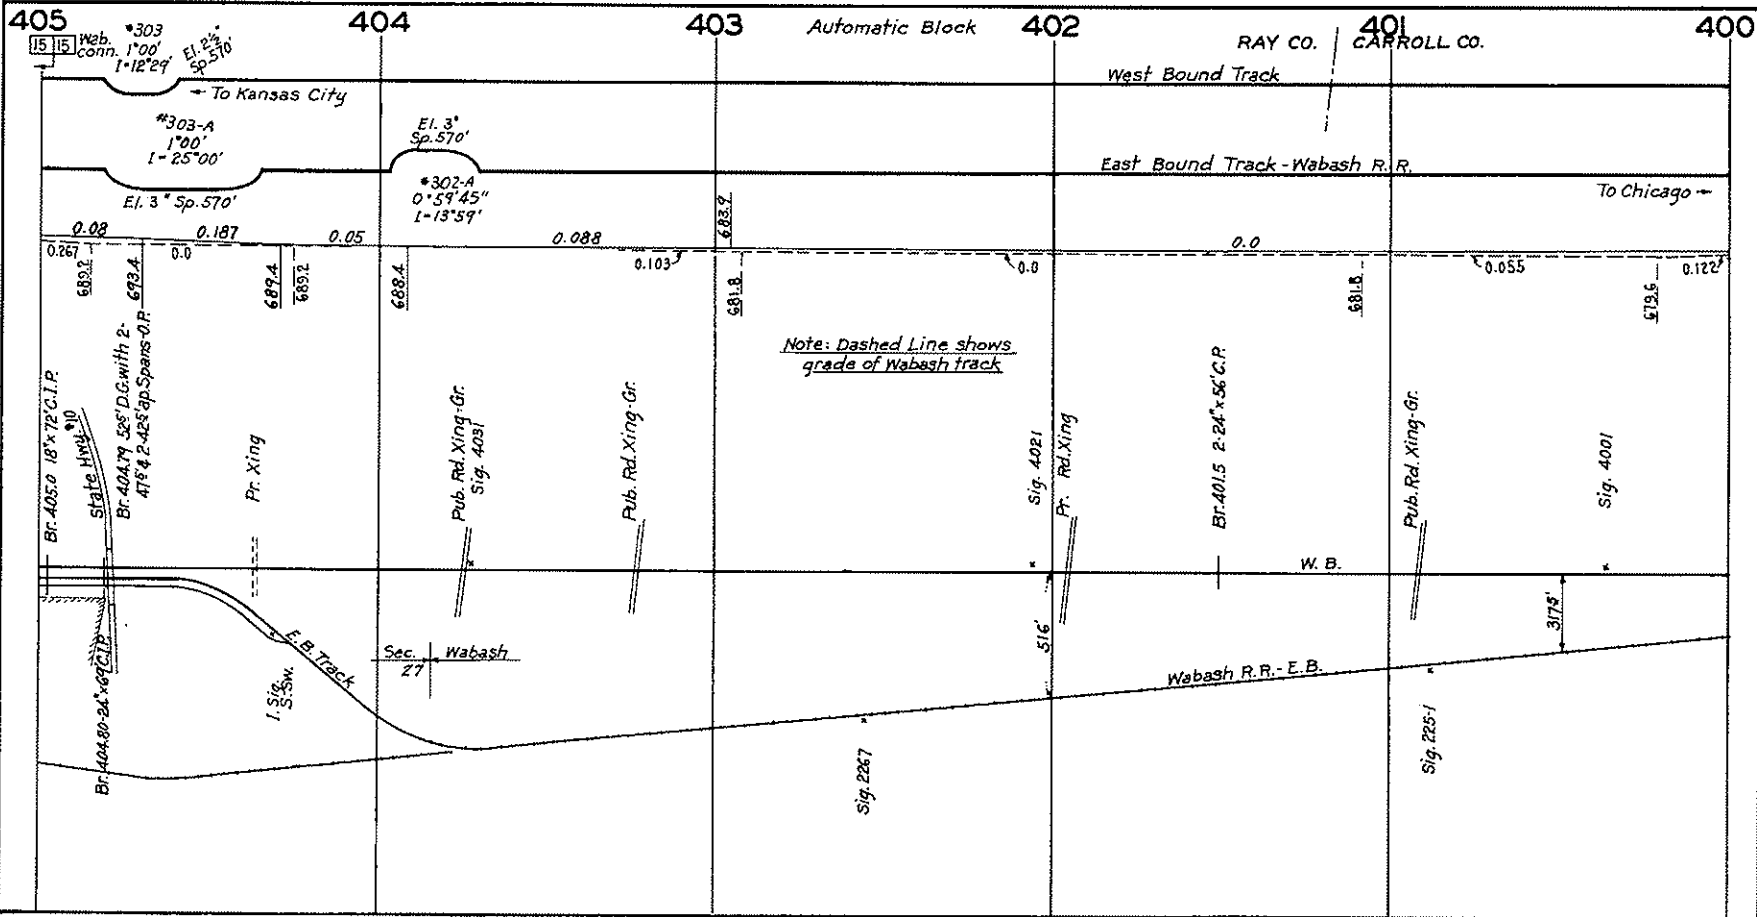 405 404 403 Automatic Block 402 401 400
15 15 Wab. conn.
#303
1°00'
I=12°29'
El. 2½"
Sp. 570'
RAY CO. CARROLL CO.
West Bound Track
← To Kansas City
#303-A
1°00'
I=25°00'
El. 3" Sp. 570'
El. 3"
Sp. 570'
#302-A
0°59'45"
I=13°59'
East Bound Track-Wabash R.R.
To Chicago
0.08 0.187 0.05 0.088 0.0
0.267 0.0 0.103 0.0 0.055 0.122
689.2
693.4
689.4
689.2
688.4
683.9
681.8
681.8
679.6
Note: Dashed Line shows
grade of Wabash track
Br. 405.0 18"x72' C.I.P.
State Hwy. #10
Br. 404.79 52⁵' D.G. with 2-
47⁶ & 2-42⁵' ap. Spans-O.P.
Pr. Xing
Pub. Rd. Xing-Gr.
Sig. 4031
Pub. Rd. Xing-Gr.
Sig. 4021
Pr. Rd. Xing
Br. 401.5 2-24"x56' C.P.
Pub. Rd. Xing-Gr.
Sig. 4001
W. B.
Br. 404.80-24"x69' C.I.P.
I. Sig.
S. Sw.
E. B. Track
Sec. Wabash
27
516'
3175'
Wabash R.R.-E.B.
Sig. 2267
Sig. 225-1